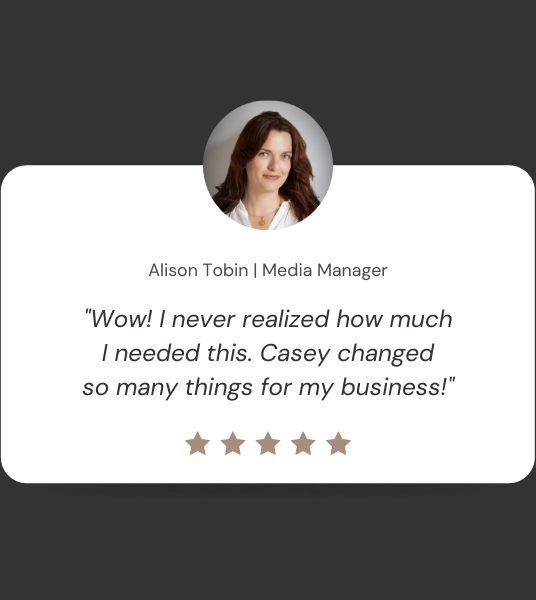 Alison Tobin | Media Manager
"Wow! I never realized how much
I needed this. Casey changed
so many things for my business!"